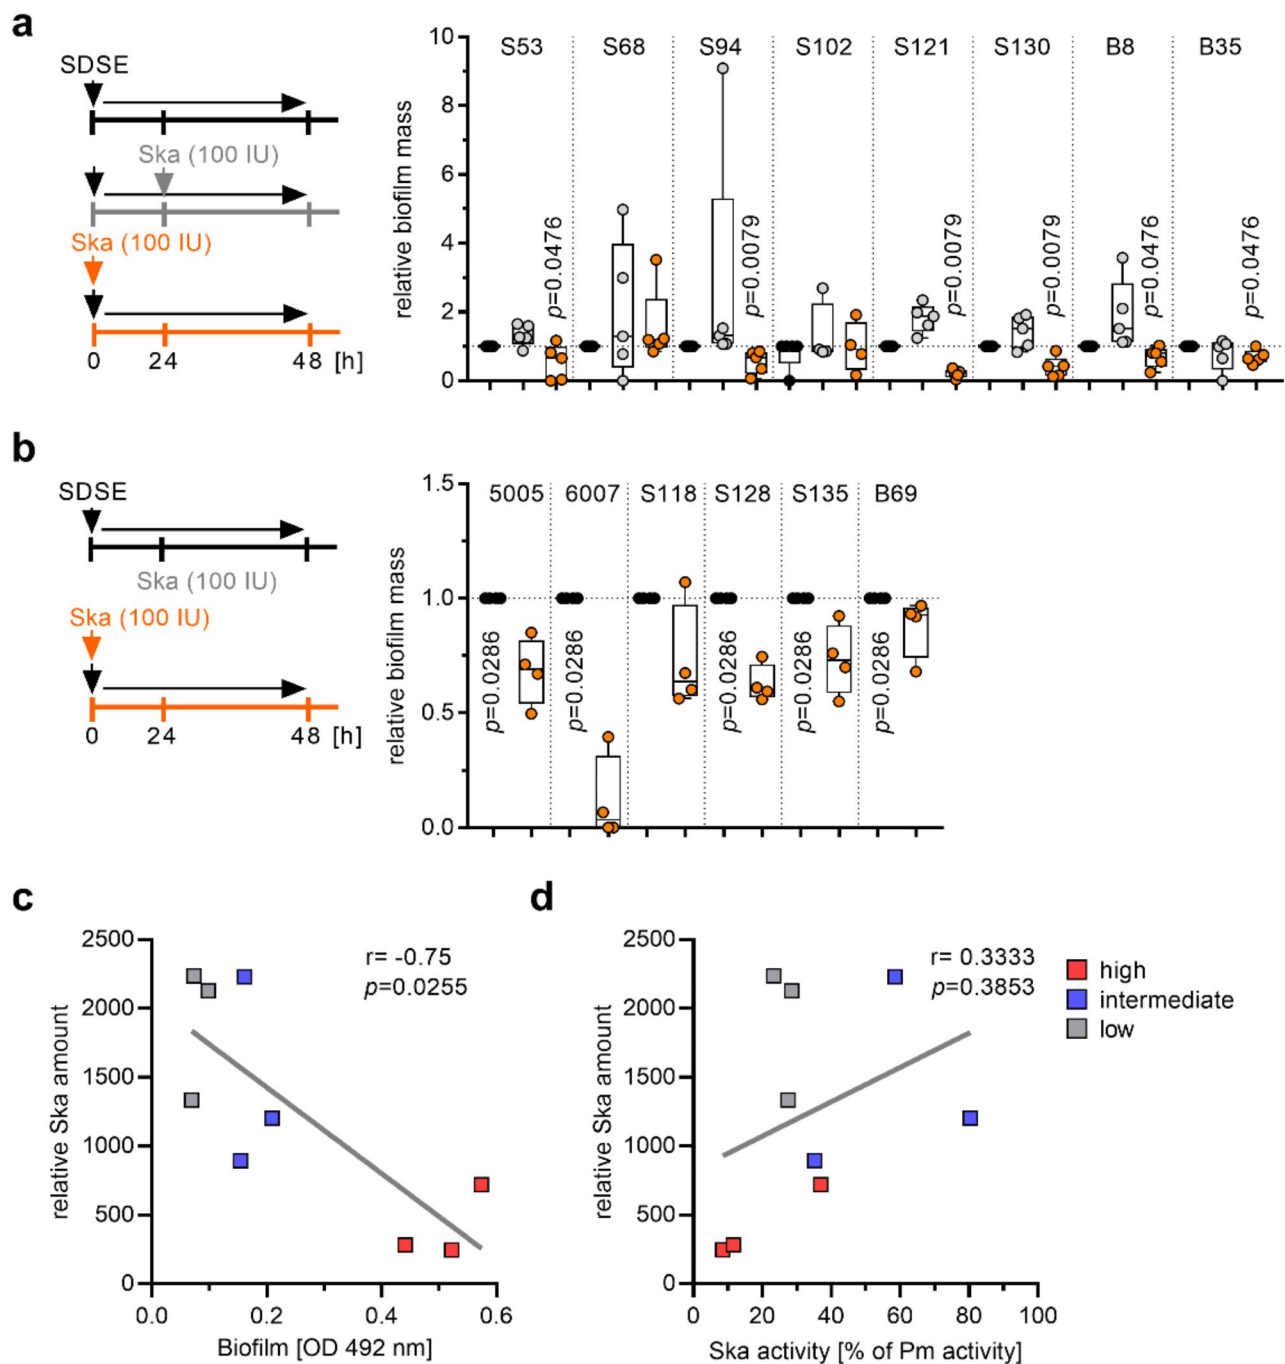 a
SDSE
Ska (100 IU)
Ska (100 IU)
0 24 48 [h]
relative biofilm mass
10
8
6
4
2
0
S53 S68 S94 S102 S121 S130 B8 B35
p=0.0476
p=0.0079
p=0.0079
p=0.0079
p=0.0476
p=0.0476
b
SDSE
Ska (100 IU)
Ska (100 IU)
0 24 48 [h]
relative biofilm mass
1.5
1.0
0.5
0.0
5005 6007 S118 S128 S135 B69
p=0.0286
p=0.0286
p=0.0286
p=0.0286
p=0.0286
c
relative Ska amount
2500
2000
1500
1000
500
0
r= -0.75
p=0.0255
0.0 0.2 0.4 0.6
Biofilm [OD 492 nm]
d
relative Ska amount
2500
2000
1500
1000
500
0
r= 0.3333
p=0.3853
0 20 40 60 80 100
Ska activity [% of Pm activity]
high
intermediate
low